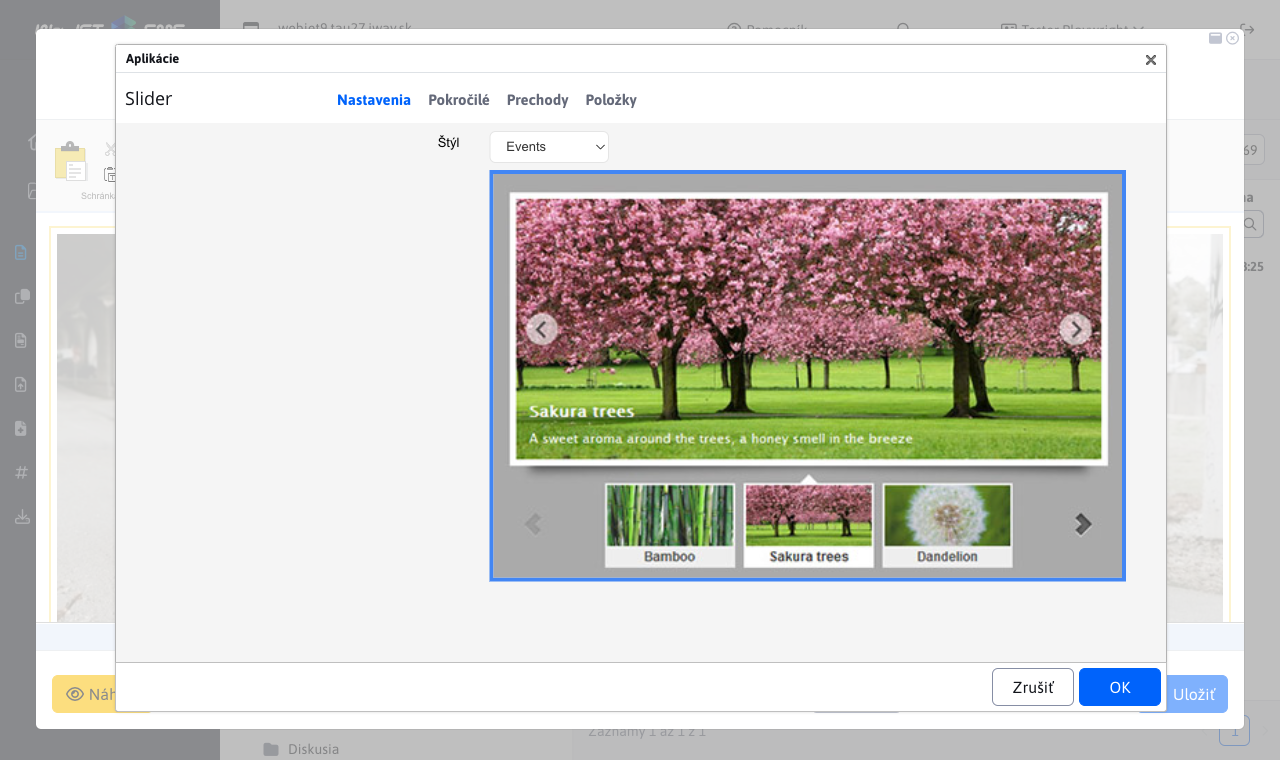 webjet9.tau27.iway.sk
Pomocník
Tester Playwright
Aplikácie
Slider
Nastavenia Pokročilé Prechody Položky
Štýl
Events
Sakura trees
A sweet aroma around the trees, a honey smell in the breeze
Bamboo
Sakura trees
Dandelion
69
3:25
Zrušiť
OK
Uložiť
Záznamy 1 až 1 z 1
1
Diskusia